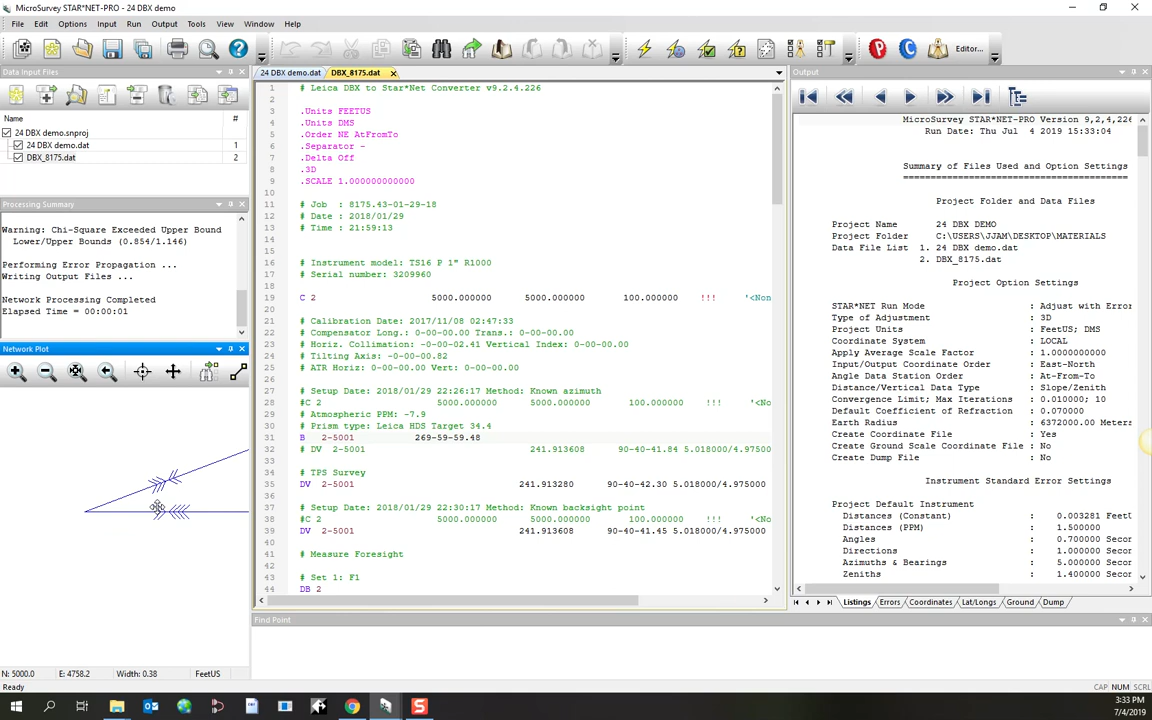 MicroSurvey STAR*NET-PRO - 24 DBX demo
File Edit Options Input Run Output Tools View Window Help
Editor...
Data Input Files
Name #
24 DBX demo.snproj
24 DBX demo.dat 1
DBX_8175.dat 2
Processing Summary
Warning: Chi-Square Exceeded Upper Bound
Lower/Upper Bounds (0.854/1.146)
Performing Error Propagation ...
Writing Output Files ...
Network Processing Completed
Elapsed Time = 00:00:01
Network Plot
N: 5000.0 E: 4758.2 Width: 0.38 FeetUS
Ready
24 DBX demo.dat DBX_8175.dat
1 # Leica DBX to Star*Net Converter v9.2.4.226
2
3 .Units FEETUS
4 .Units DMS
5 .Order NE AtFromTo
6 .Separator -
7 .Delta Off
8 .3D
9 .SCALE 1.000000000000
10
11 # Job : 8175.43-01-29-18
12 # Date : 2018/01/29
13 # Time : 21:59:13
14
15
16 # Instrument model: TS16 P 1" R1000
17 # Serial number: 3209960
18
19 C 2 5000.000000 5000.000000 100.000000 !!! '<Non
20
21 # Calibration Date: 2017/11/08 02:47:33
22 # Compensator Long.: 0-00-00.00 Trans.: 0-00-00.00
23 # Horiz. Collimation: -0-00-02.41 Vertical Index: 0-00-00.00
24 # Tilting Axis: -0-00-00.82
25 # ATR Horiz: 0-00-00.00 Vert: 0-00-00.00
26
27 # Setup Date: 2018/01/29 22:26:17 Method: Known azimuth
28 #C 2 5000.000000 5000.000000 100.000000 !!! '<No
29 # Atmospheric PPM: -7.9
30 # Prism type: Leica HDS Target 34.4
31 B 2-5001 269-59-59.48
32 # DV 2-5001 241.913608 90-40-41.84 5.018000/4.975
33
34 # TPS Survey
35 DV 2-5001 241.913280 90-40-42.30 5.018000/4.975000
36
37 # Setup Date: 2018/01/29 22:30:17 Method: Known backsight point
38 #C 2 5000.000000 5000.000000 100.000000 !!! '<No
39 DV 2-5001 241.913608 90-40-41.45 5.018000/4.975000
40
41 # Measure Foresight
42
43 # Set 1: F1
44 DB 2
Find Point
Output
MicroSurvey STAR*NET-PRO Version 9,2,4,226
Run Date: Thu Jul 4 2019 15:33:04
Summary of Files Used and Option Settings
=========================================
Project Folder and Data Files
Project Name 24 DBX DEMO
Project Folder C:\USERS\JJAM\DESKTOP\MATERIALS
Data File List 1. 24 DBX demo.dat
2. DBX_8175.dat
Project Option Settings
STAR*NET Run Mode : Adjust with Error
Type of Adjustment : 3D
Project Units : FeetUS; DMS
Coordinate System : LOCAL
Apply Average Scale Factor : 1.0000000000
Input/Output Coordinate Order : East-North
Angle Data Station Order : At-From-To
Distance/Vertical Data Type : Slope/Zenith
Convergence Limit; Max Iterations : 0.010000; 10
Default Coefficient of Refraction : 0.070000
Earth Radius : 6372000.00 Meter:
Create Coordinate File : Yes
Create Ground Scale Coordinate File : No
Create Dump File : No
Instrument Standard Error Settings
Project Default Instrument
Distances (Constant) : 0.003281 FeetU
Distances (PPM) : 1.500000
Angles : 0.700000 Secor
Directions : 1.000000 Secor
Azimuths & Bearings : 5.000000 Secor
Zeniths : 1.400000 Secor
Listings Errors Coordinates Lat/Longs Ground Dump
CAP NUM SCRL
3:33 PM
7/4/2019